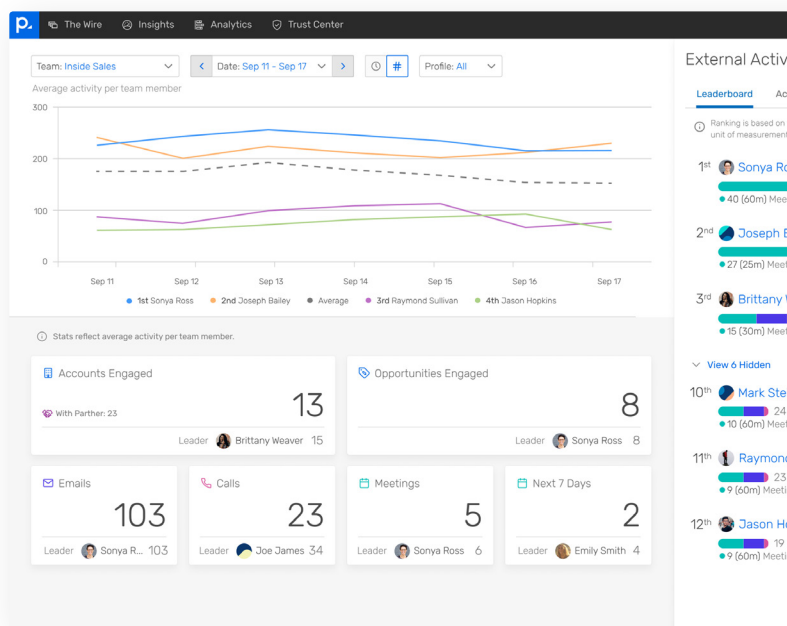 p.
The Wire Insights Analytics Trust Center
Team: Inside Sales
Date: Sep 11 - Sep 17
#
Profile: All
Average activity per team member
300
200
100
0
Sep 11 Sep 12 Sep 13 Sep 14 Sep 15 Sep 16 Sep 17
1st Sonya Ross 2nd Joseph Bailey Average 3rd Raymond Sullivan 4th Jason Hopkins
Stats reflect average activity per team member.
Accounts Engaged
13
With Parther: 23
Leader Brittany Weaver 15
Opportunities Engaged
8
Leader Sonya Ross 8
Emails
103
Leader Sonya R... 103
Calls
23
Leader Joe James 34
Meetings
5
Leader Sonya Ross 6
Next 7 Days
2
Leader Emily Smith 4
External Activ
Leaderboard Ac
Ranking is based on
unit of measurement
1st Sonya Ro
40 (60m) Mee
2nd Joseph B
27 (25m) Meet
3rd Brittany
15 (30m) Meet
View 6 Hidden
10th Mark Ste
24
10 (60m) Meet
11th Raymond
23
9 (60m) Meeti
12th Jason Ho
19
9 (60m) Meeti